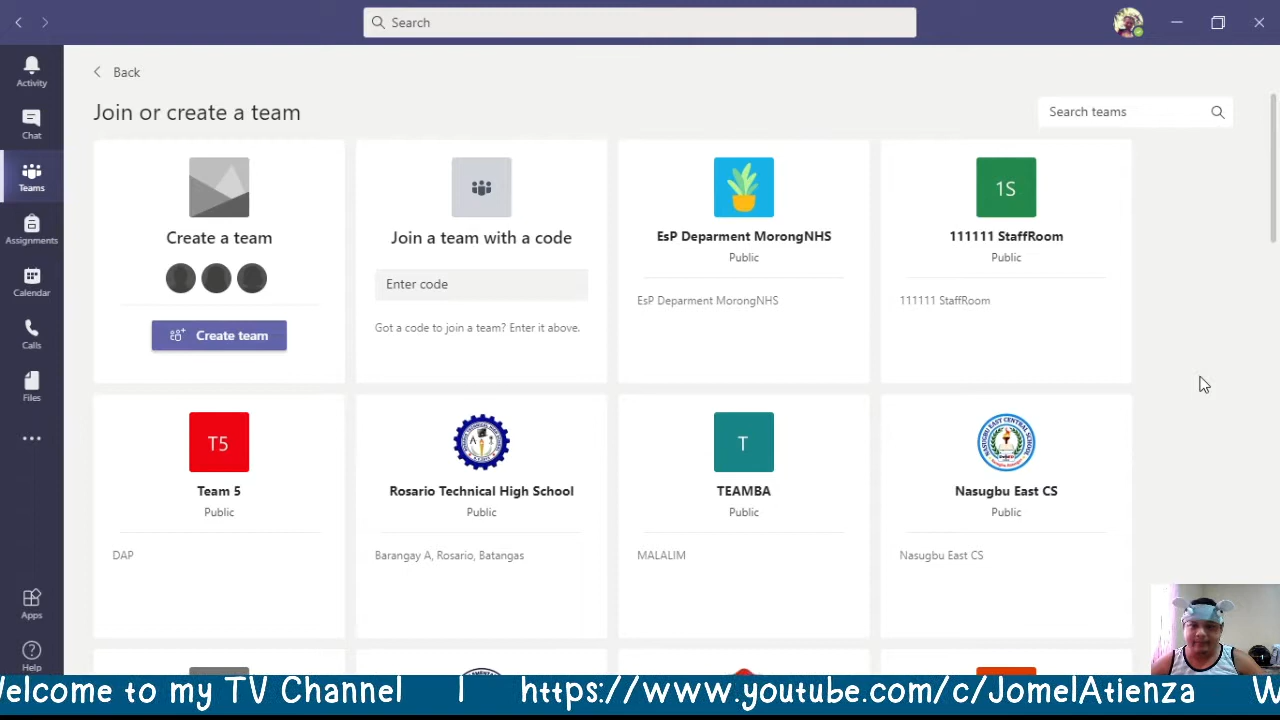 Search
Activity
Chat
Teams
Assignments
Calendar
Calls
Files
Apps
Help
Back
Join or create a team
Search teams
Create a team
Create team
Join a team with a code
Enter code
Got a code to join a team? Enter it above.
EsP Deparment MorongNHS
Public
EsP Deparment MorongNHS
1S
111111 StaffRoom
Public
111111 StaffRoom
T5
Team 5
Public
DAP
Rosario Technical High School
Public
Barangay A, Rosario, Batangas
T
TEAMBA
Public
MALALIM
Nasugbu East CS
Public
Nasugbu East CS
Welcome to my TV Channel | https://www.youtube.com/c/JomelAtienza W